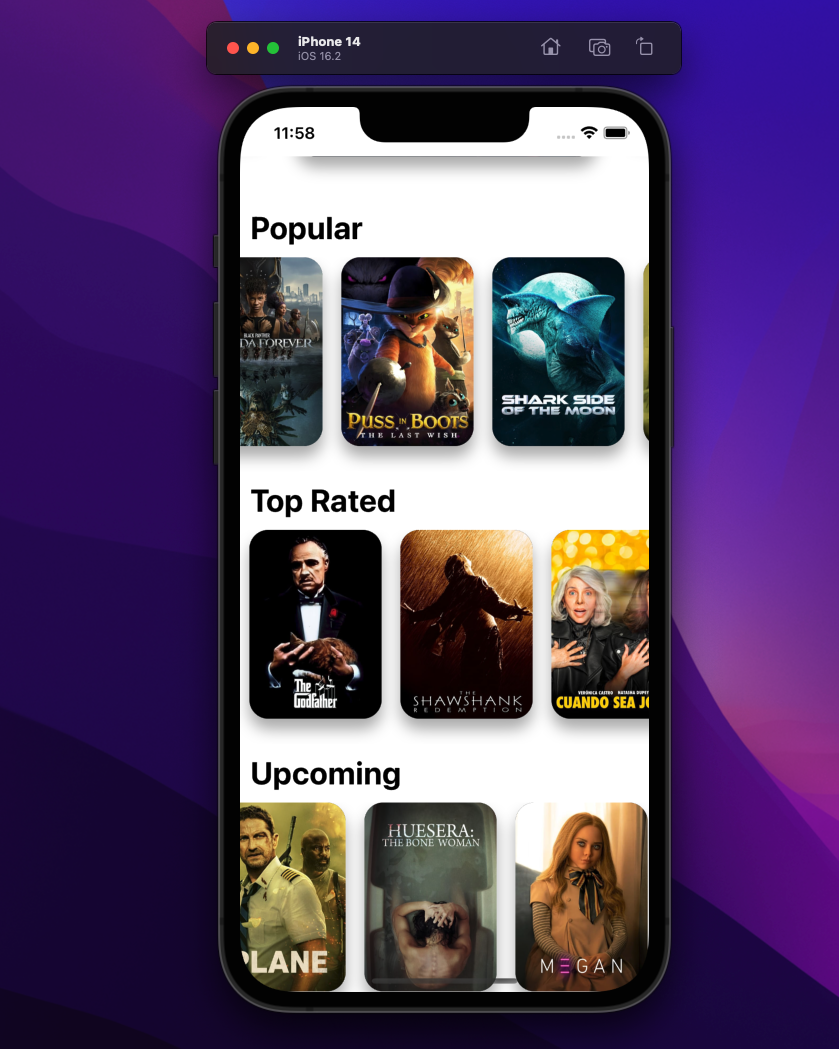 iPhone 14
iOS 16.2
11:58
Popular
BLACK PANTHER
DA FOREVER
PUSS IN BOOTS
THE LAST WISH
SHARK SIDE
OF THE MOON
Top Rated
The
Godfather
THE
SHAWSHANK
REDEMPTION
VERÓNICA CASTRO
CUANDO SEA JO
Upcoming
PLANE
HUESERA:
THE BONE WOMAN
M3GAN